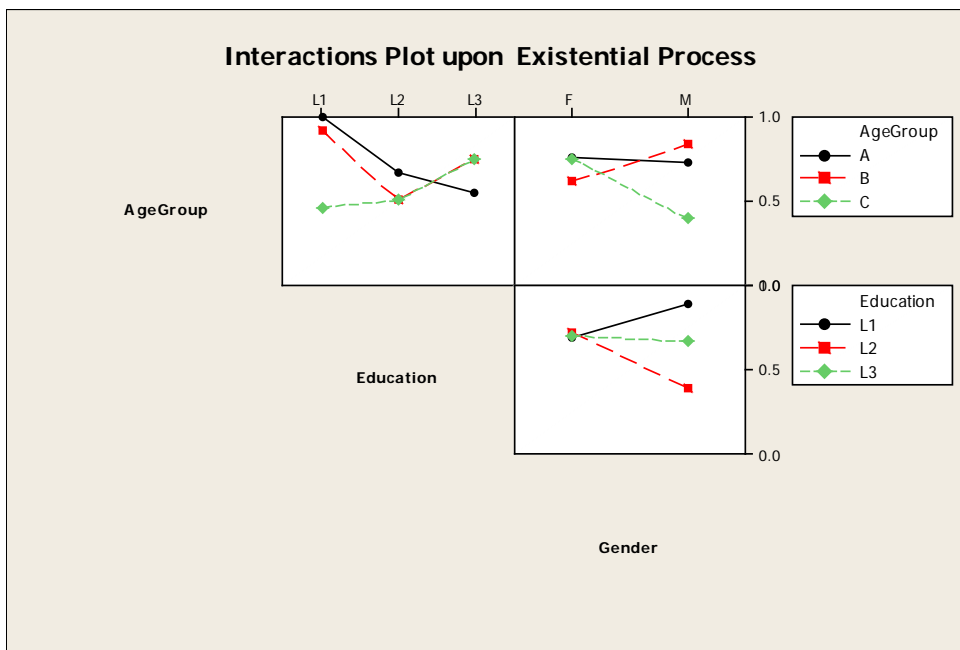 Interactions Plot upon Existential Process
L1 L2 L3 F M
1.0
AgeGroup
A
B
C
AgeGroup
0.5
0.0
1.0
Education
L1
L2
L3
Education
0.5
0.0
Gender